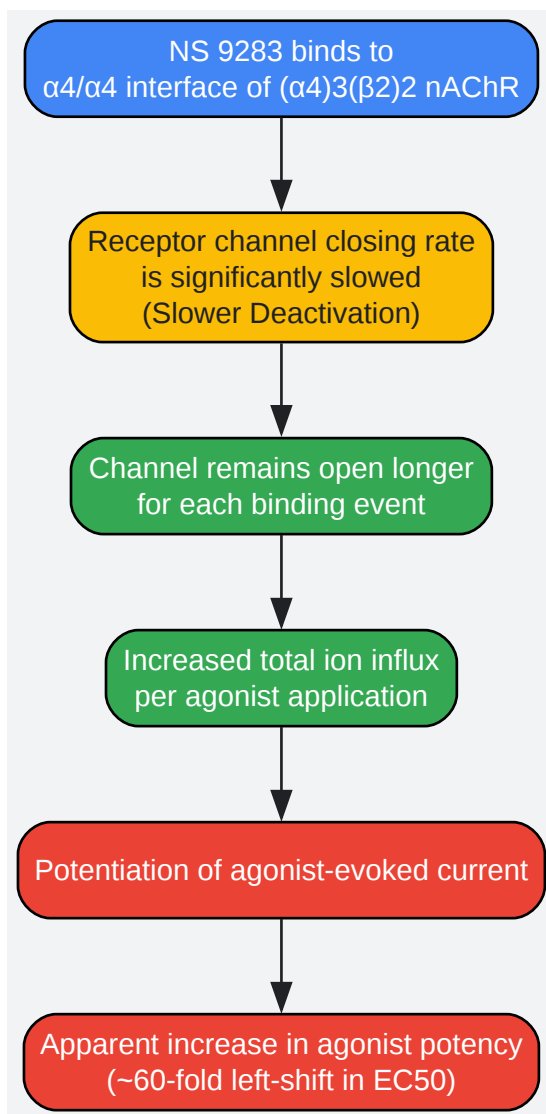 NS 9283 binds to
α4/α4 interface of (α4)3(β2)2 nAChR
Receptor channel closing rate
is significantly slowed
(Slower Deactivation)
Channel remains open longer
for each binding event
Increased total ion influx
per agonist application
Potentiation of agonist-evoked current
Apparent increase in agonist potency
(~60-fold left-shift in EC50)